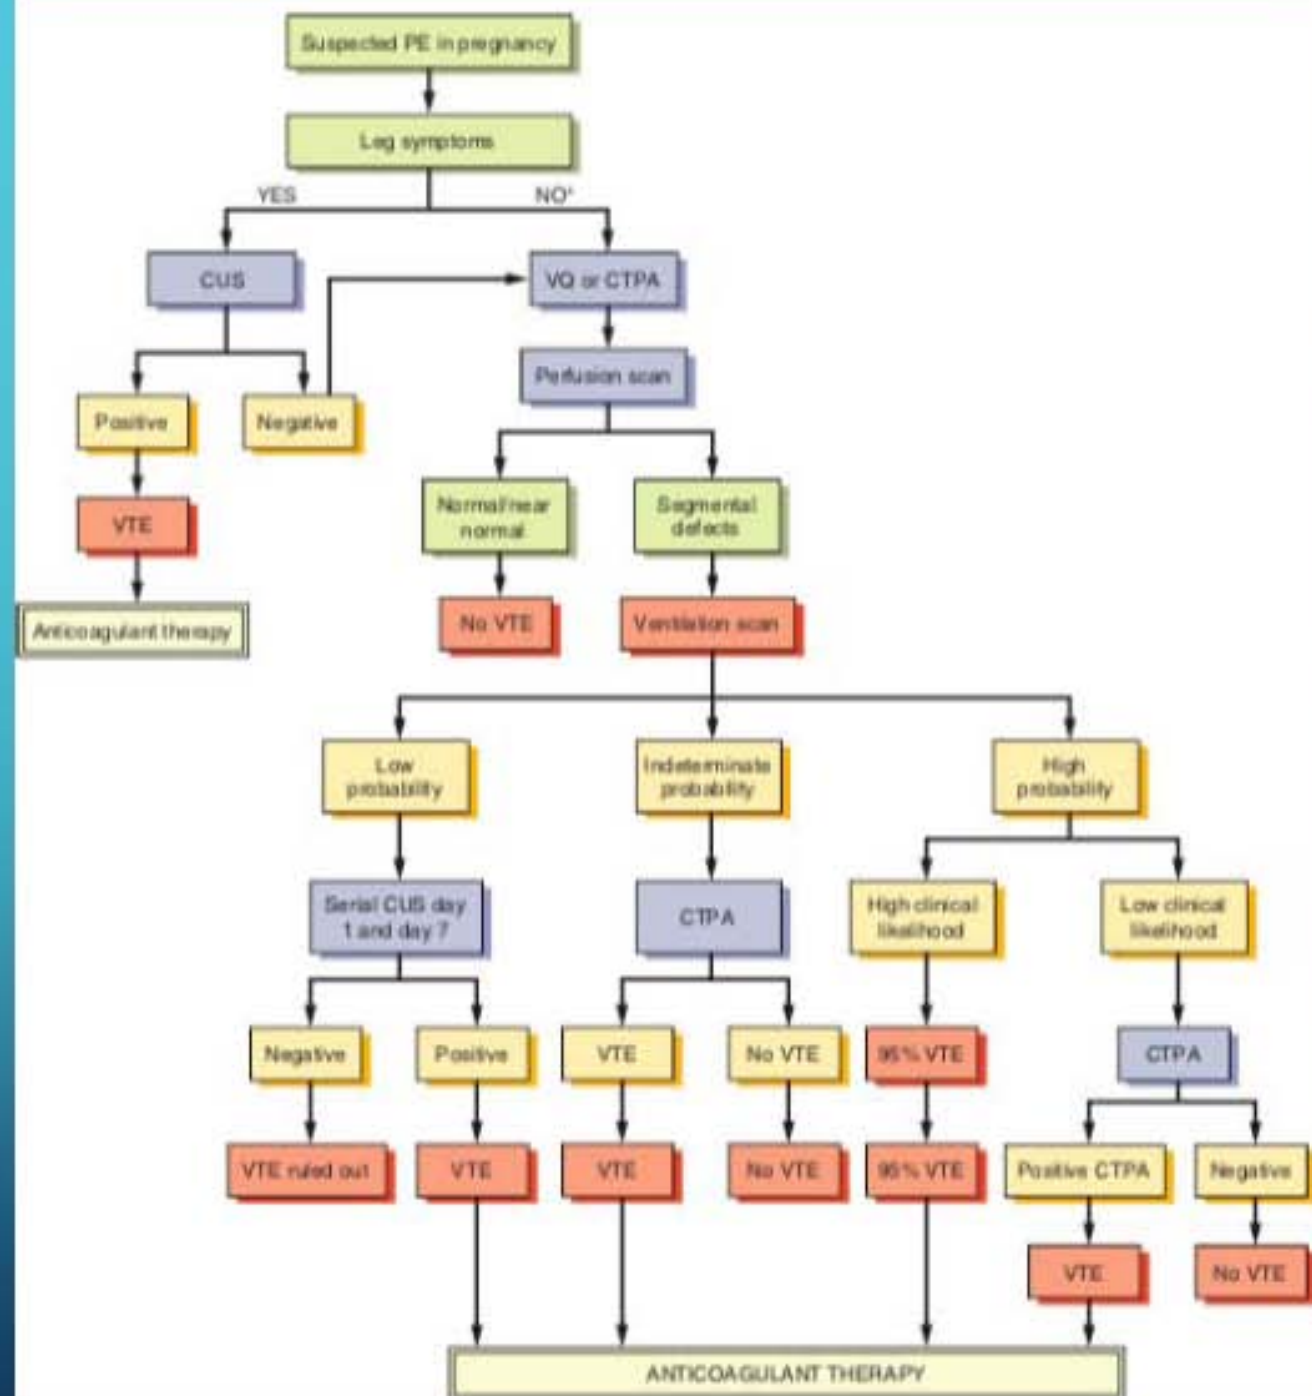 Suspected PE in pregnancy
Leg symptoms
YES
NO*
CUS
VQ or CTPA
Perfusion scan
Positive
Negative
Normal/near
normal
Segmental
defects
VTE
No VTE
Ventilation scan
Anticoagulant therapy
Low
probability
Indeterminate
probability
High
probability
Serial CUS day
1 and day 7
CTPA
High clinical
likelihood
Low clinical
likelihood
Negative
Positive
VTE
No VTE
95% VTE
CTPA
VTE ruled out
VTE
VTE
No VTE
95% VTE
Positive CTPA
Negative
VTE
No VTE
ANTICOAGULANT THERAPY